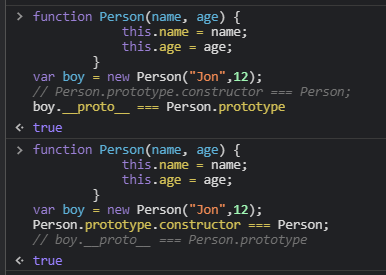 > function Person(name, age) {
            this.name = name;
            this.age = age;
        }
var boy = new Person("Jon",12);
// Person.prototype.constructor === Person;
boy.__proto__ === Person.prototype
<· true
> function Person(name, age) {
            this.name = name;
            this.age = age;
        }
var boy = new Person("Jon",12);
Person.prototype.constructor === Person;
// boy.__proto__ === Person.prototype
<· true